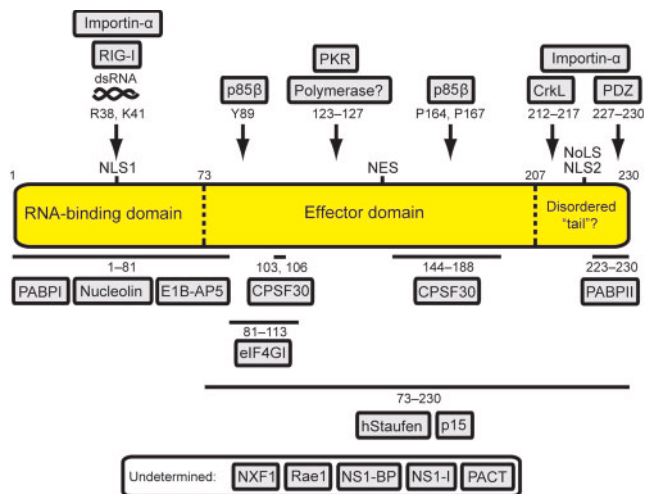 Importin-α
RIG-I
dsRNA
R38, K41
p85β
Y89
PKR
Polymerase?
123–127
p85β
P164, P167
Importin-α
CrkL PDZ
212–217 227–230
1 NLS1 73 NES 207 NoLS NLS2 230
RNA-binding domain
Effector domain
Disordered
"tail"?
1–81
PABPI Nucleolin E1B-AP5
103, 106
CPSF30
144–188
CPSF30
223–230
PABPII
81–113
eIF4GI
73–230
hStaufen p15
Undetermined: NXF1 Rae1 NS1-BP NS1-I PACT